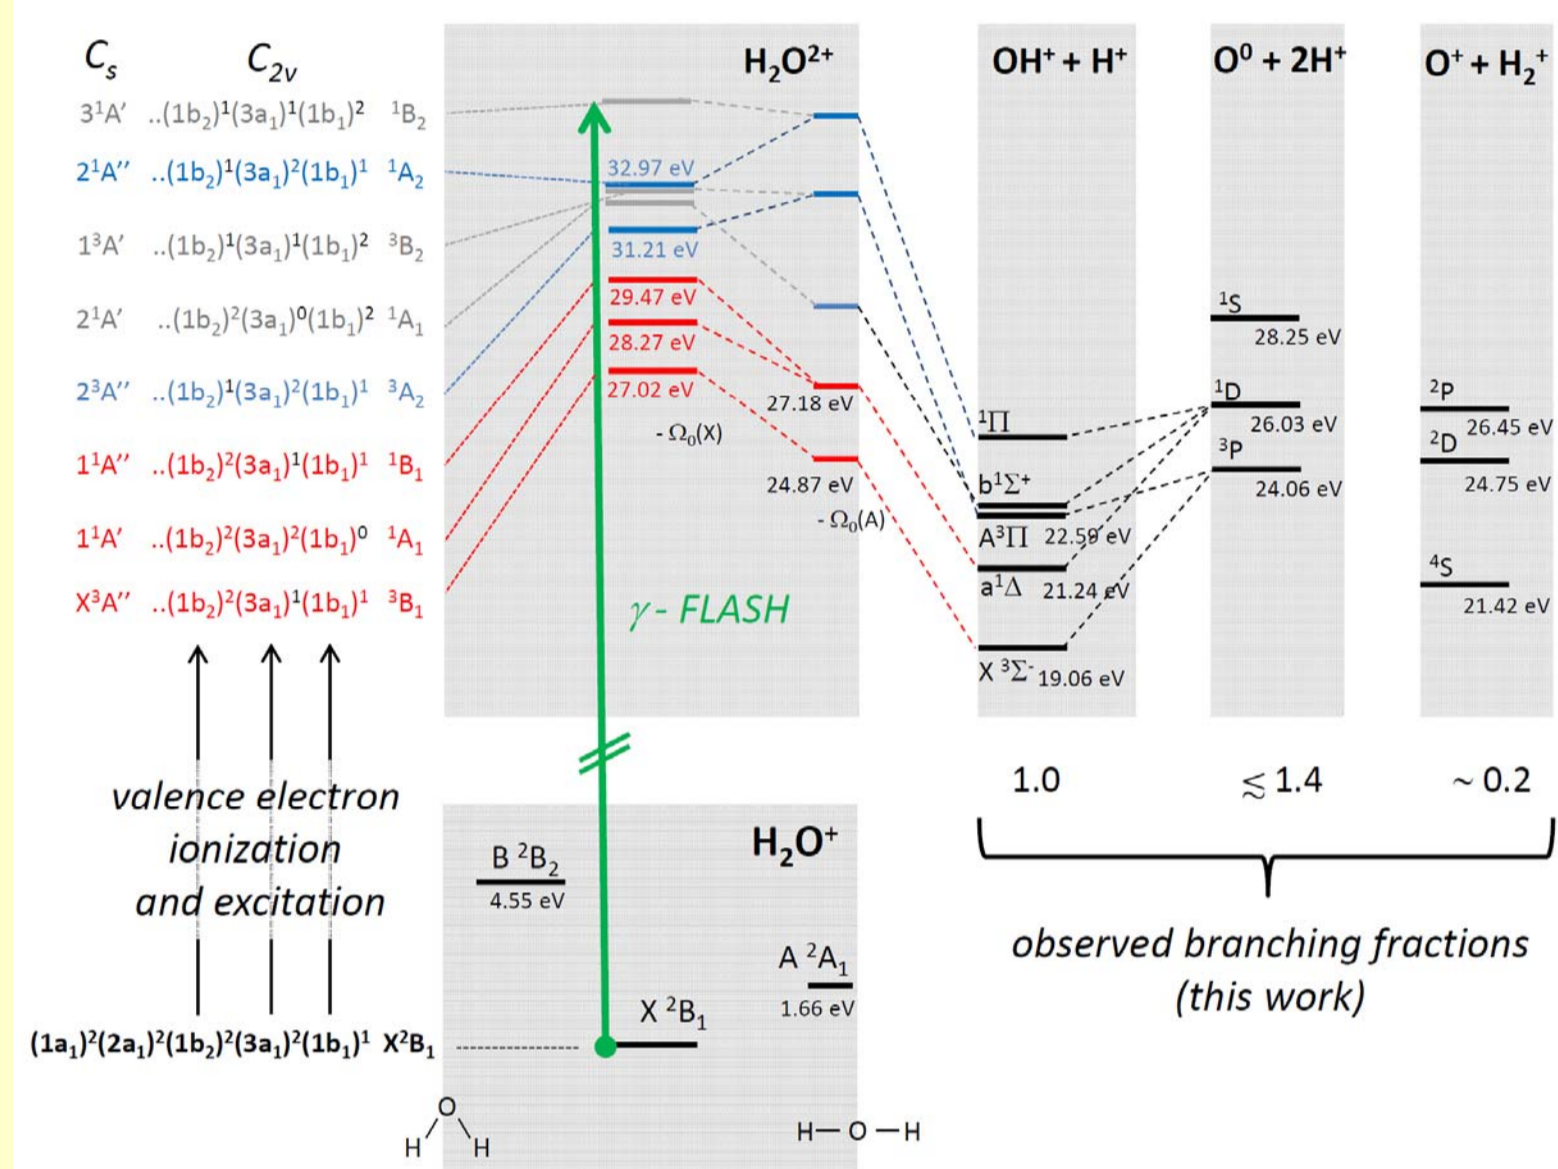 Cₛ C₂ᵥ
3¹A′ ..(1b₂)¹(3a₁)¹(1b₁)² ¹B₂
2¹A′′ ..(1b₂)¹(3a₁)²(1b₁)¹ ¹A₂
1³A′ ..(1b₂)¹(3a₁)¹(1b₁)² ³B₂
2¹A′ ..(1b₂)²(3a₁)⁰(1b₁)² ¹A₁
2³A′′ ..(1b₂)¹(3a₁)²(1b₁)¹ ³A₂
1¹A′′ ..(1b₂)²(3a₁)¹(1b₁)¹ ¹B₁
1¹A′ ..(1b₂)²(3a₁)²(1b₁)⁰ ¹A₁
X³A′′ ..(1b₂)²(3a₁)¹(1b₁)¹ ³B₁
valence electron
ionization
and excitation
(1a₁)²(2a₁)²(1b₂)²(3a₁)²(1b₁)¹ X²B₁
H₂O²⁺
32.97 eV
31.21 eV
29.47 eV
28.27 eV
27.02 eV
- Ω₀(X)
27.18 eV
24.87 eV
- Ω₀(A)
γ - FLASH
H₂O⁺
B ²B₂
4.55 eV
A ²A₁
1.66 eV
X ²B₁
O
H H
H — O — H
OH⁺ + H⁺
¹Π
b¹Σ⁺
A³Π 22.59 eV
a¹Δ 21.24 eV
X ³Σ⁻ 19.06 eV
O⁰ + 2H⁺
¹S
28.25 eV
¹D
26.03 eV
³P
24.06 eV
O⁺ + H₂⁺
²P
26.45 eV
²D
24.75 eV
⁴S
21.42 eV
1.0 ≲ 1.4 ~ 0.2
observed branching fractions
(this work)